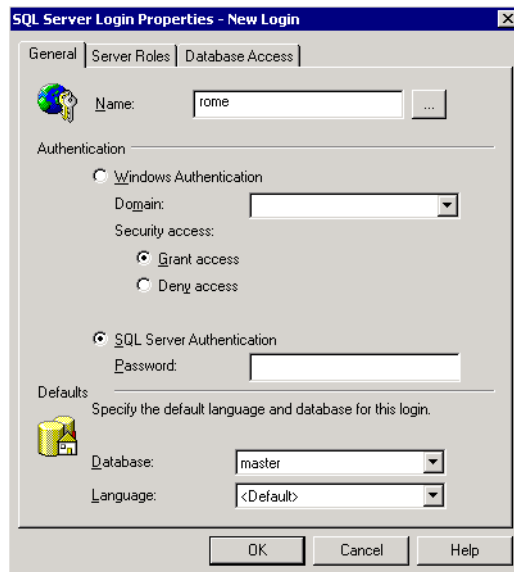 SQL Server Login Properties - New Login
General Server Roles Database Access
Name: rome ...
Authentication
Windows Authentication
Domain:
Security access:
Grant access
Deny access
SQL Server Authentication
Password:
Defaults
Specify the default language and database for this login.
Database: master
Language: <Default>
OK Cancel Help